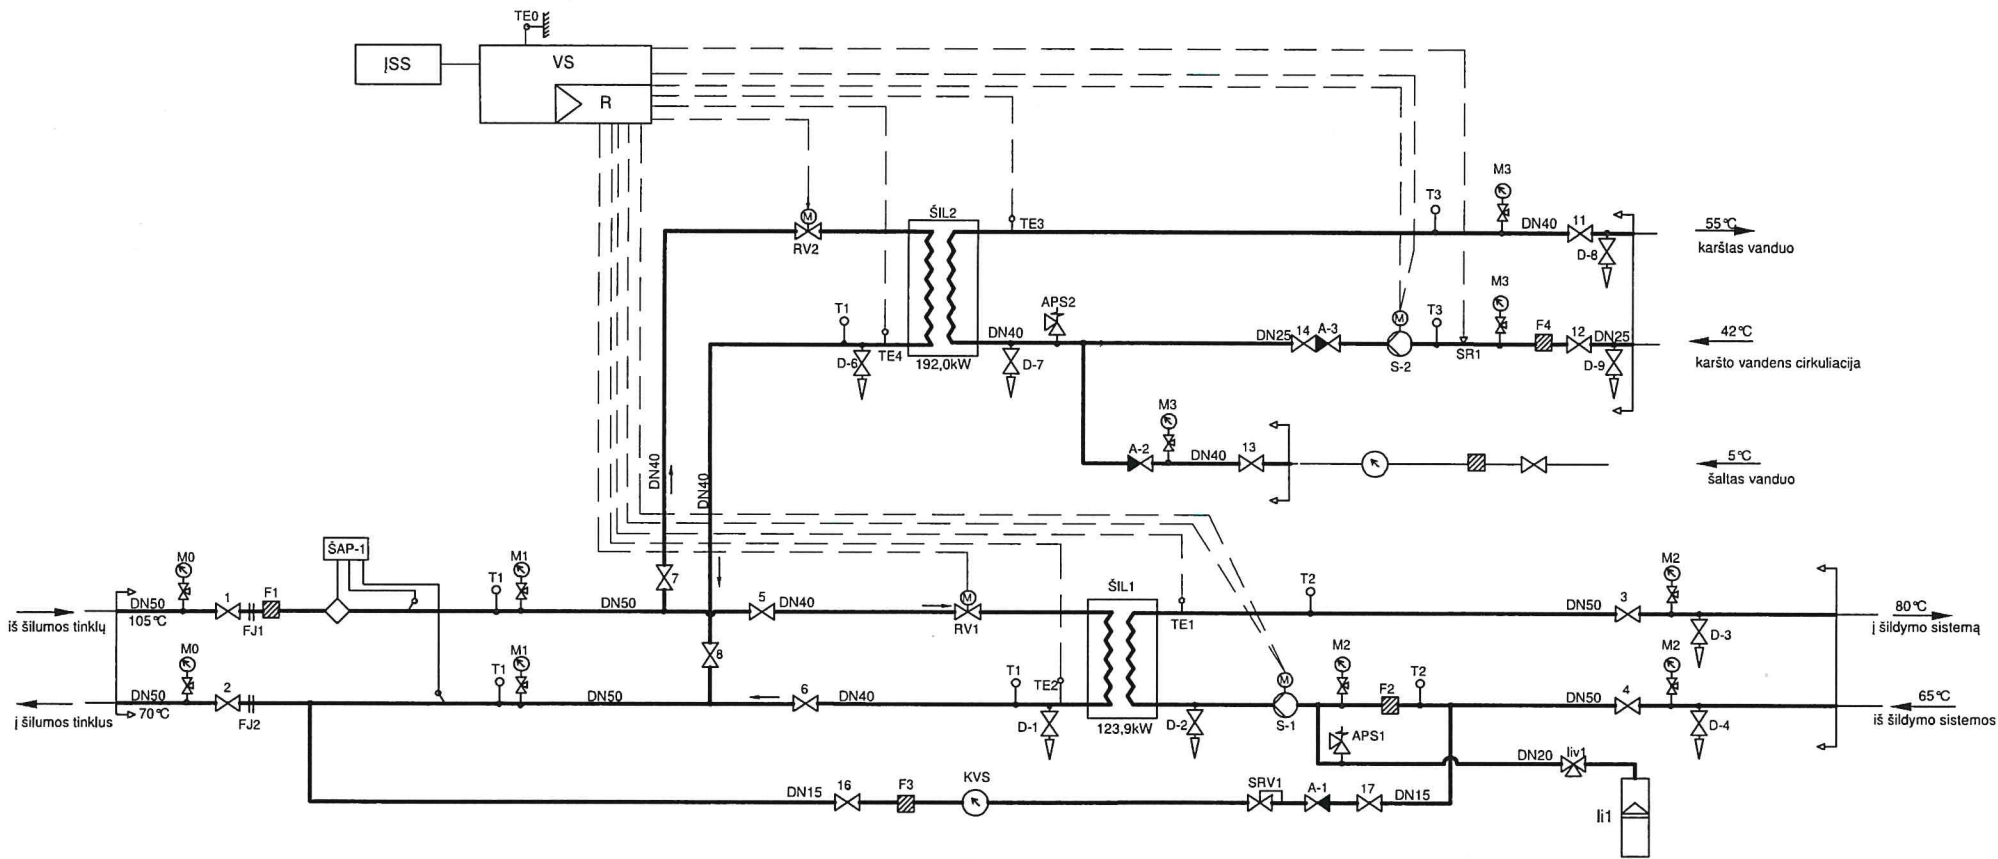 TE0
ĮSS
VS
R
M
RV2
ŠIL2
192,0kW
TE3
T3
M3
DN40
11
D-8
55°C
karštas vanduo
T1
D-6
TE4
DN40
D-7
APS2
DN25
14
A-3
M
S-2
T3
SR1
M3
F4
12
DN25
D-9
42°C
karšto vandens cirkuliacija
M3
A-2
DN40
13
5°C
šaltas vanduo
DN40
DN40
7
8
iš šilumos tinklų
DN50
105°C
M0
1
FJ1
F1
ŠAP-1
T1
M1
DN50
5
DN40
M
RV1
ŠIL1
123,9kW
TE1
T2
DN50
3
M2
D-3
80°C
į šildymo sistemą
į šilumos tinklus
DN50
70°C
M0
2
FJ2
T1
M1
DN50
6
DN40
T1
TE2
D-1
D-2
M
S-1
M2
F2
T2
DN50
4
M2
D-4
65°C
iš šildymo sistemos
APS1
DN20
Iiv1
Ii1
DN15
16
F3
KVS
SRV1
A-1
17
DN15